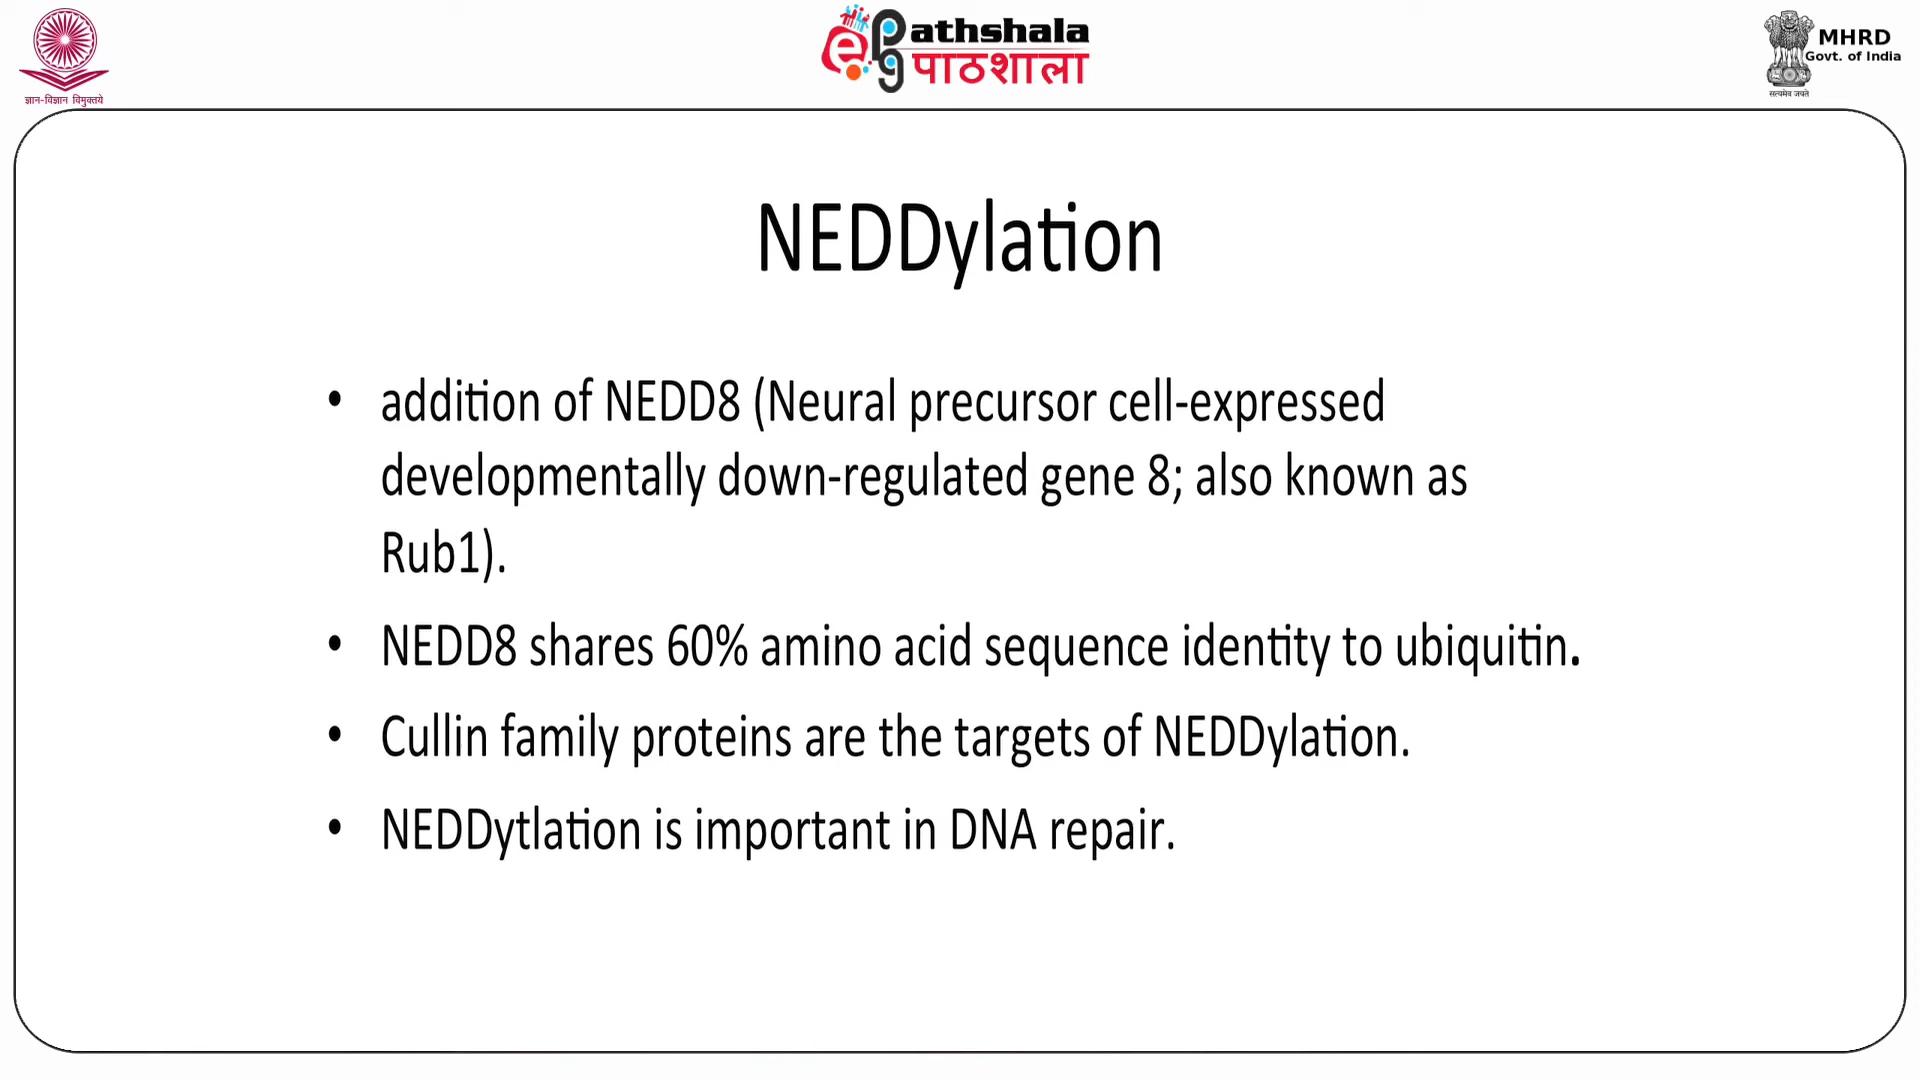 ज्ञान-विज्ञान विमुक्तये
ePG Pathshala
पाठशाला
सत्यमेव जयते
MHRD
Govt. of India
NEDDylation
• addition of NEDD8 (Neural precursor cell-expressed
developmentally down-regulated gene 8; also known as
Rub1).
• NEDD8 shares 60% amino acid sequence identity to ubiquitin.
• Cullin family proteins are the targets of NEDDylation.
• NEDDytlation is important in DNA repair.